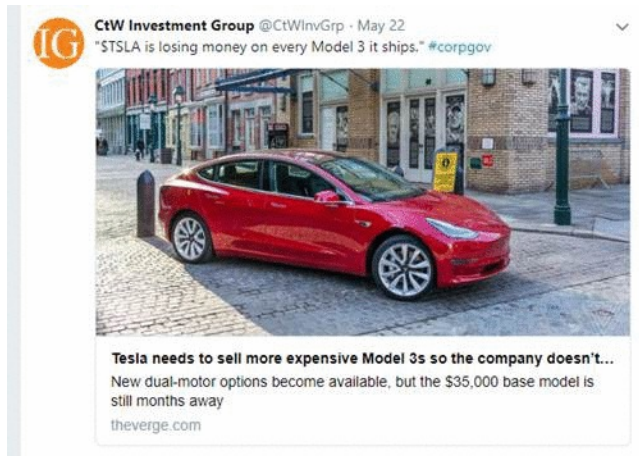 IG
CtW Investment Group @CtWInvGrp · May 22
"$TSLA is losing money on every Model 3 it ships." #corpgov
Tesla needs to sell more expensive Model 3s so the company doesn't...
New dual-motor options become available, but the $35,000 base model is
still months away
theverge.com